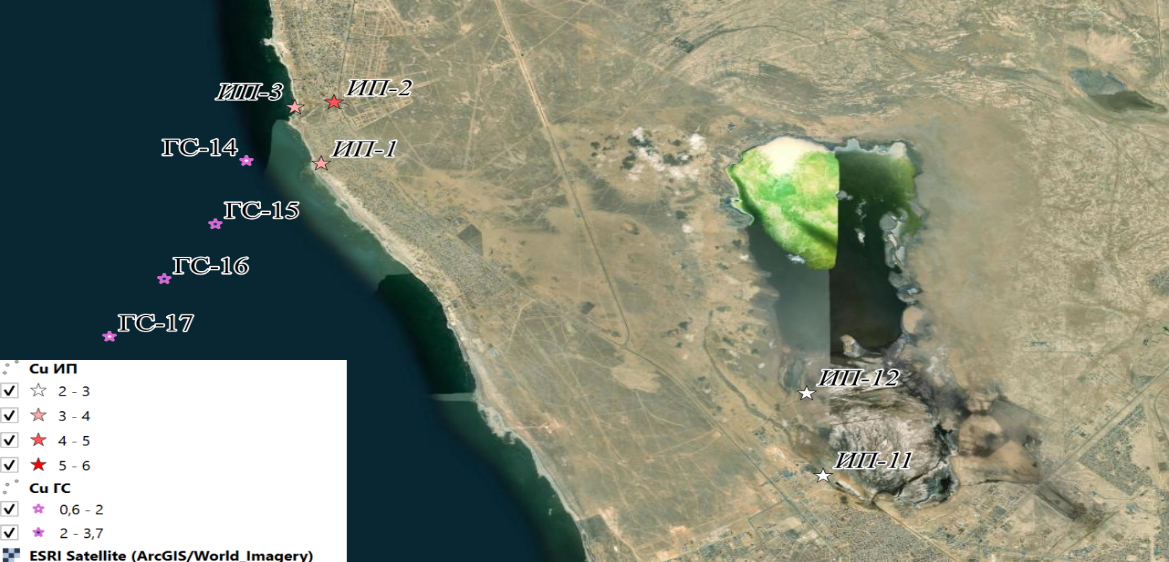 ИП-3
ИП-2
ГС-14
ИП-1
ГС-15
ГС-16
ГС-17
Cu ИП
2 - 3
3 - 4
4 - 5
5 - 6
Cu ГС
0,6 - 2
2 - 3,7
ESRI Satellite (ArcGIS/World_Imagery)
ИП-12
ИП-11